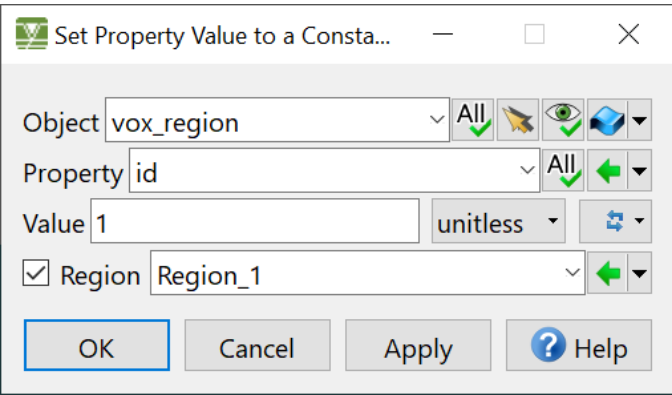 Set Property Value to a Consta...
Object vox_region All
Property id All
Value 1 unitless
Region Region_1
OK Cancel Apply ? Help